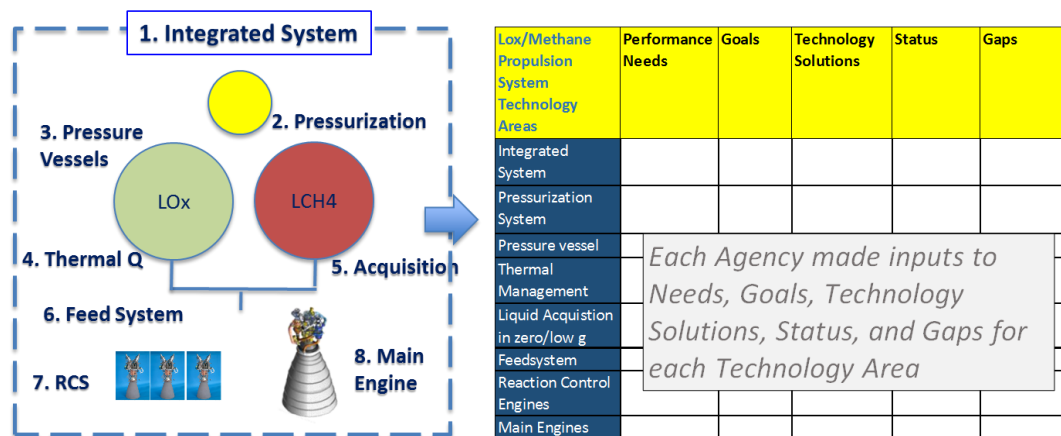 1. Integrated System
2. Pressurization
3. Pressure
Vessels
LOx
LCH4
4. Thermal Q
5. Acquisition
6. Feed System
7. RCS
8. Main
Engine
Lox/Methane
Propulsion
System
Technology
Areas
Performance
Needs
Goals
Technology
Solutions
Status
Gaps
Integrated
System
Pressurization
System
Pressure vessel
Thermal
Management
Liquid Acquistion
in zero/low g
Feedsystem
Reaction Control
Engines
Main Engines
Each Agency made inputs to
Needs, Goals, Technology
Solutions, Status, and Gaps for
each Technology Area